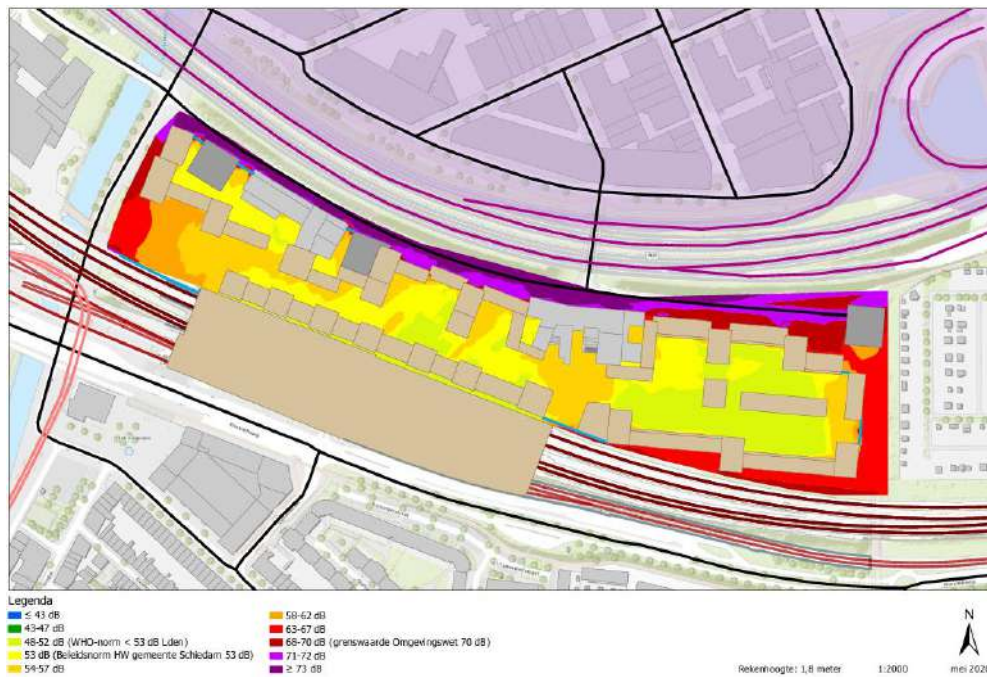 Legenda
≤ 43 dB
43-47 dB
48-52 dB (WHO-norm < 53 dB Lden)
53 dB (Beleidsnorm HW gemeente Schiedam 53 dB)
54-57 dB
58-62 dB
63-67 dB
68-70 dB (grenswaarde Omgevingswet 70 dB)
71-72 dB
≥ 73 dB
N
Rekenhoogte: 1,8 meter 1:2000 mei 2020